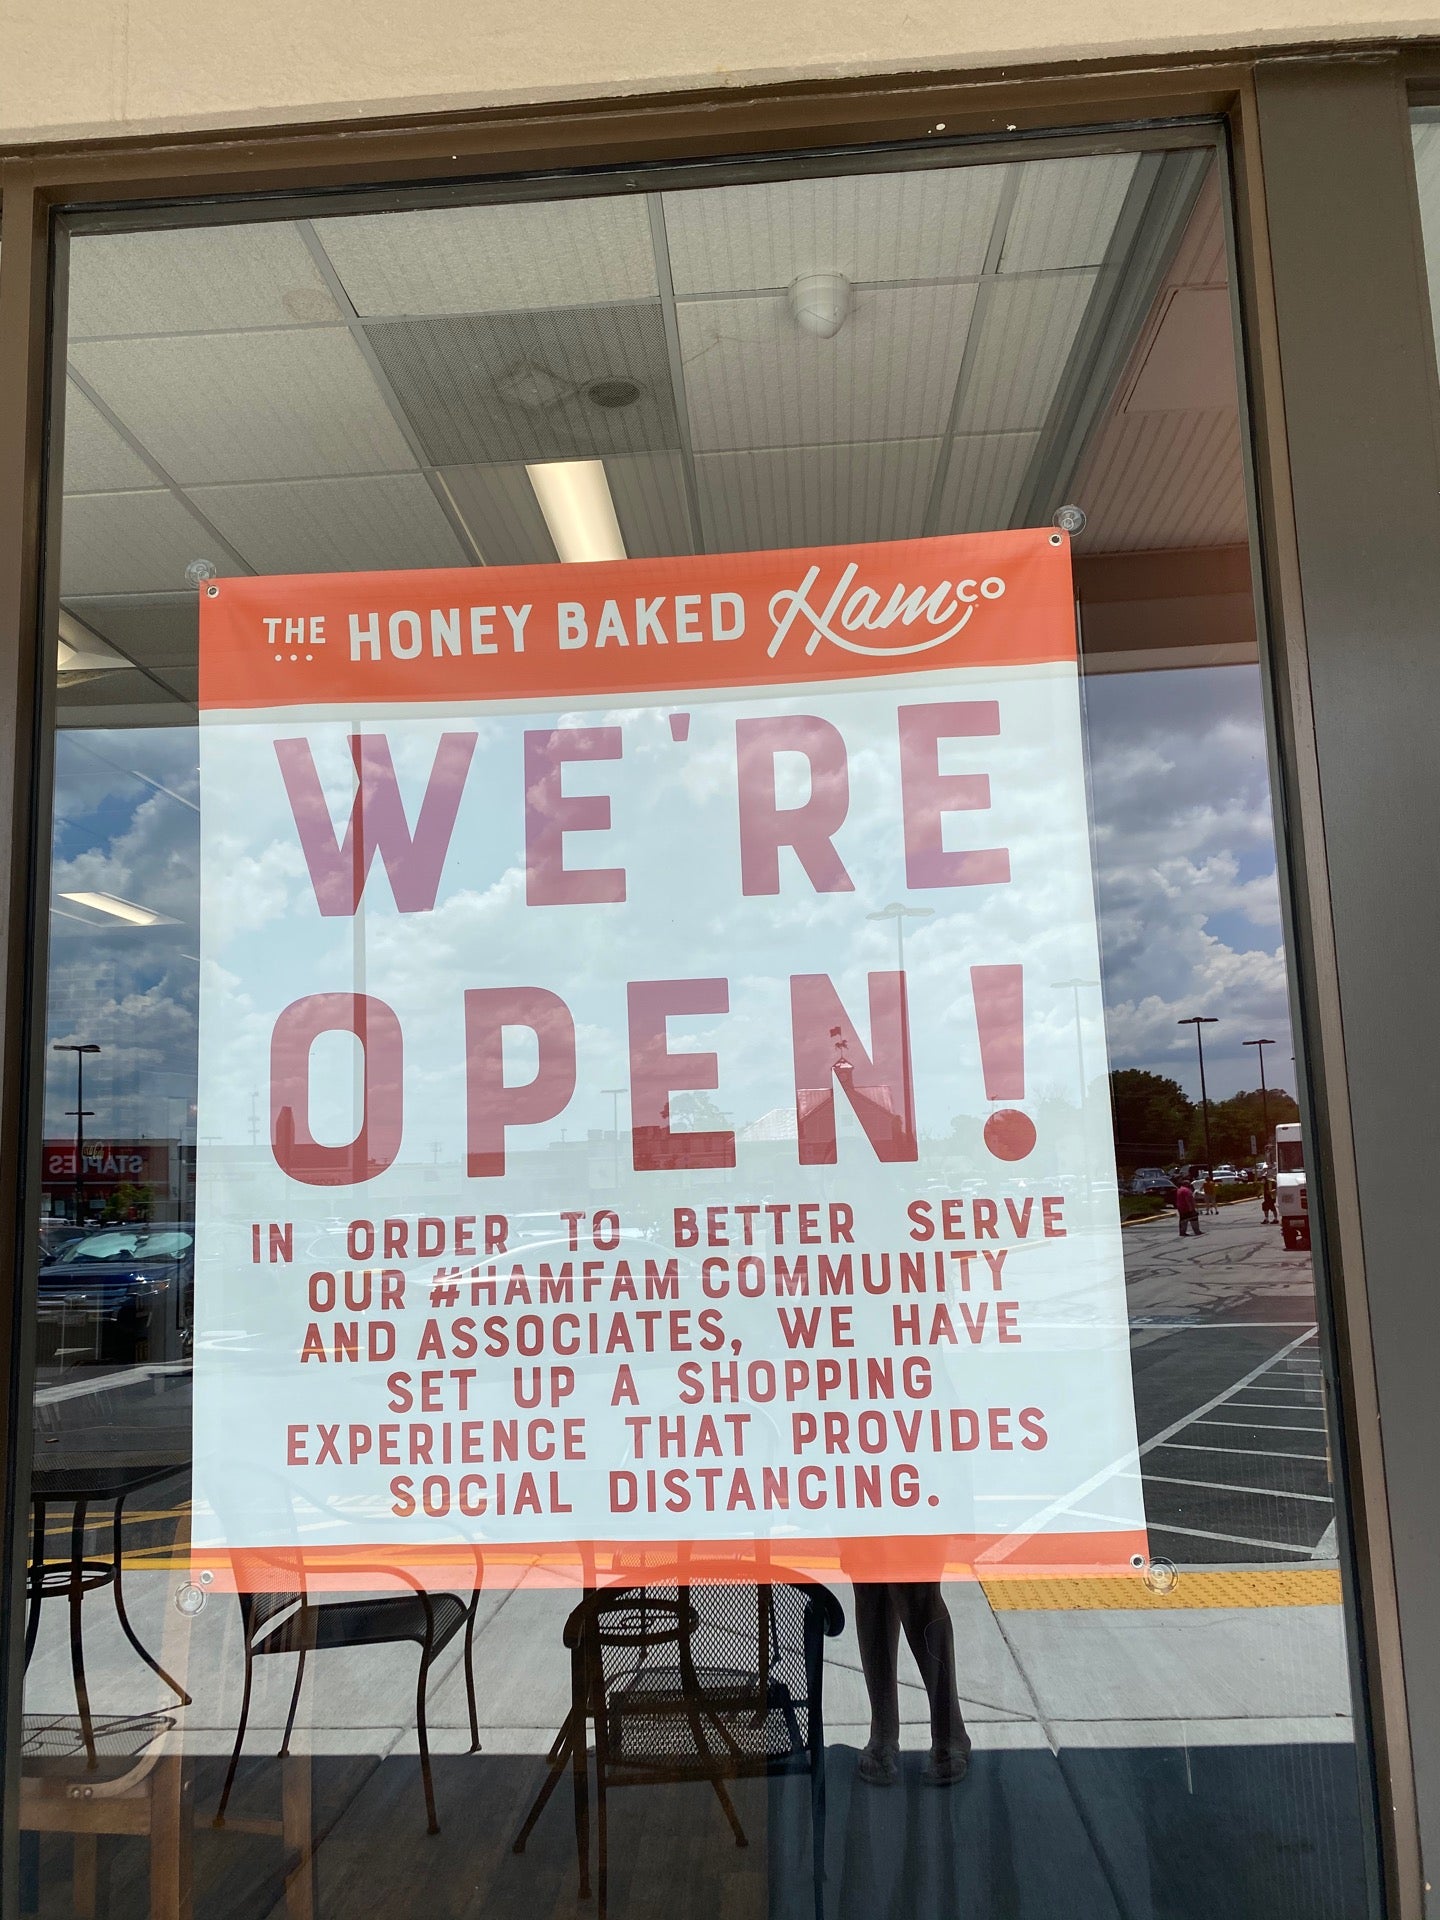 THE HONEY BAKED Ham CO
WE'RE
OPEN!
IN ORDER TO BETTER SERVE
OUR #HAMFAM COMMUNITY
AND ASSOCIATES, WE HAVE
SET UP A SHOPPING
EXPERIENCE THAT PROVIDES
SOCIAL DISTANCING.
STAPLES